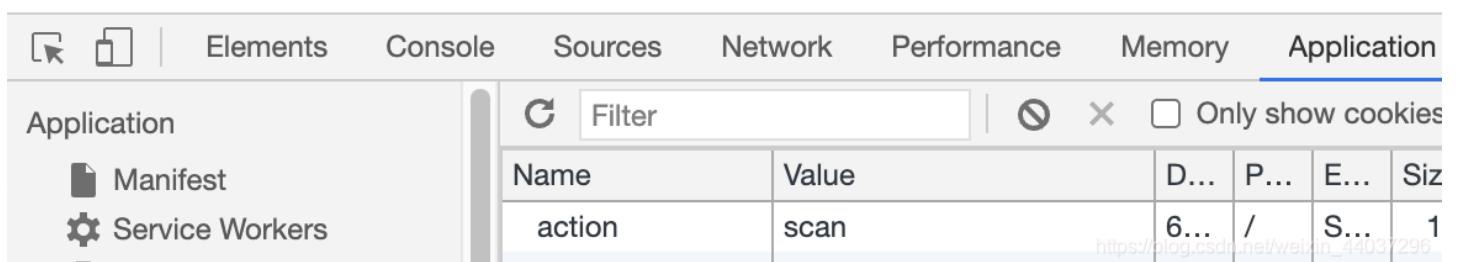 Elements Console Sources Network Performance Memory Application
Application
Filter
Only show cookies
Manifest
Name Value D... P... E... Siz
Service Workers
action scan 6... / S... 1
https://blog.csdn.net/weixin_44037296